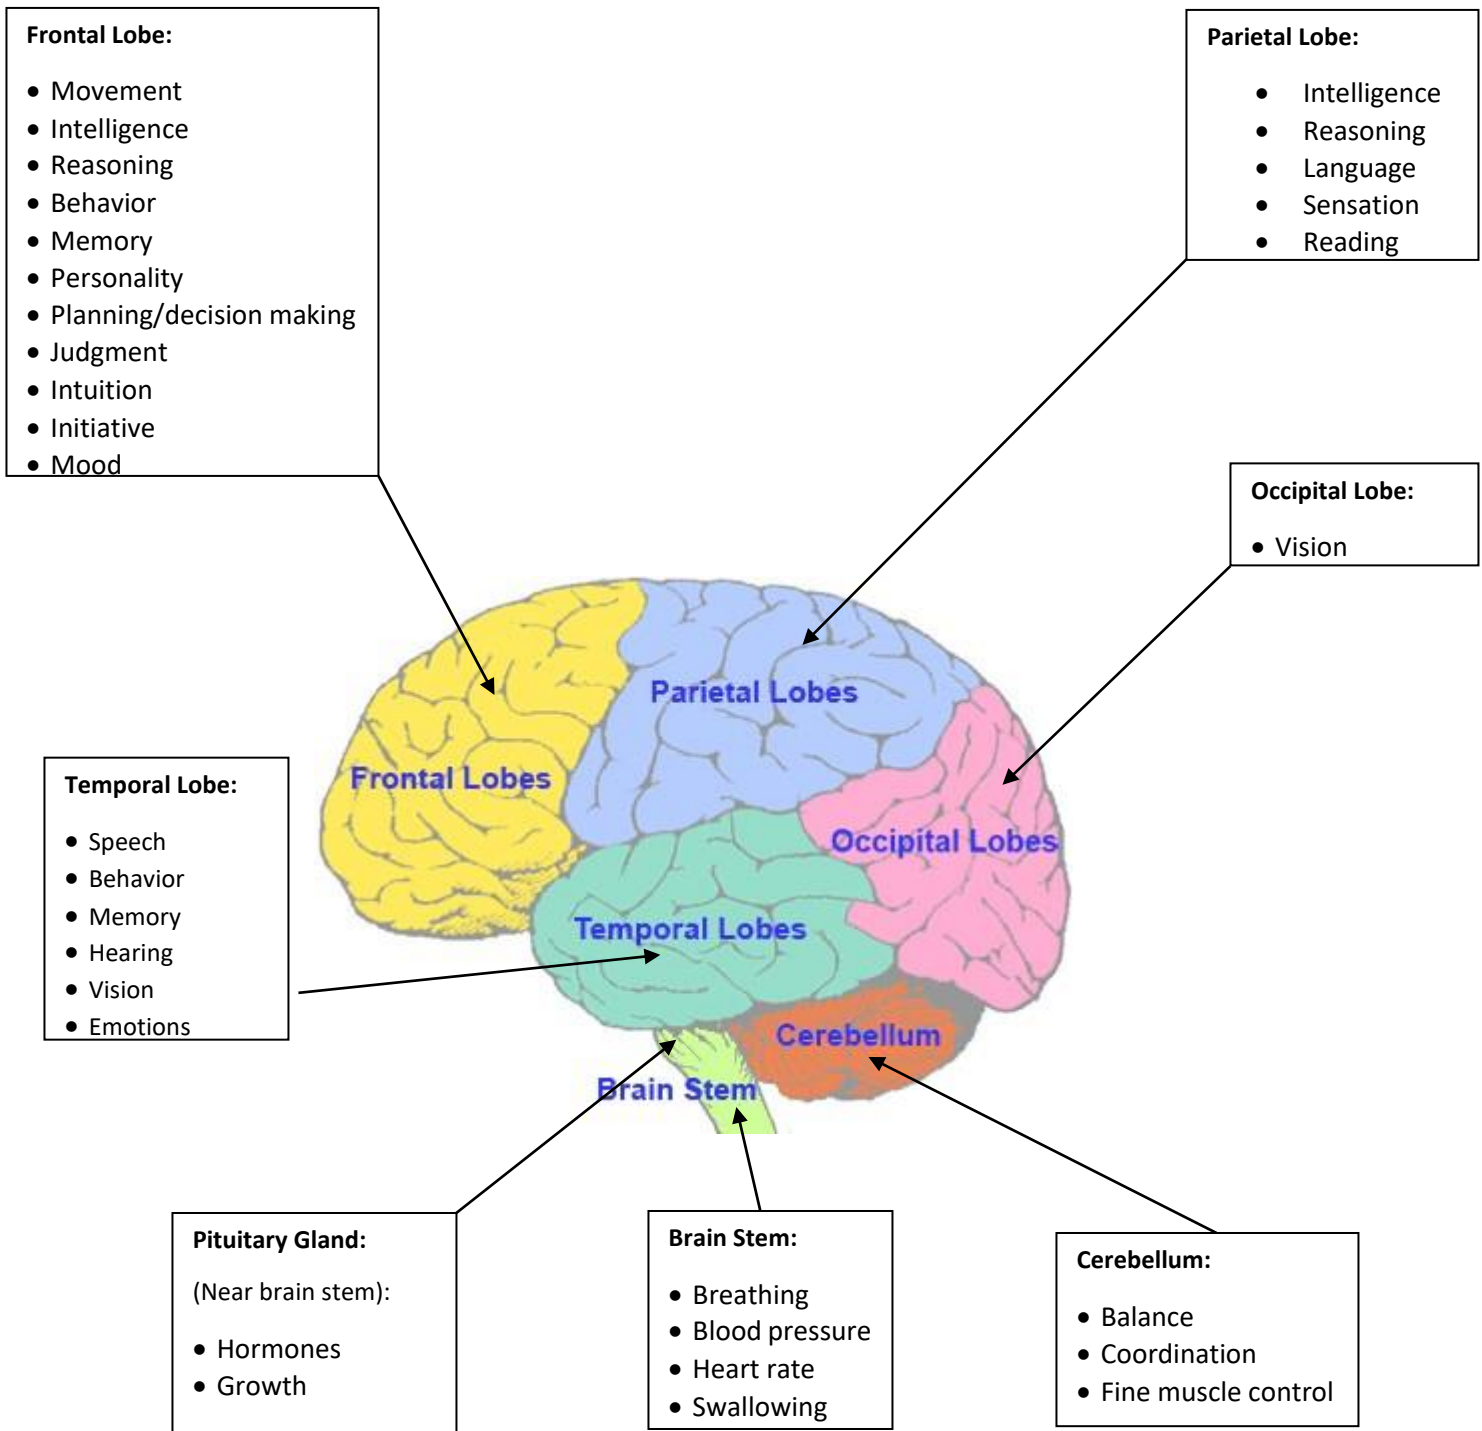 Frontal Lobe:
• Movement
• Intelligence
• Reasoning
• Behavior
• Memory
• Personality
• Planning/decision making
• Judgment
• Intuition
• Initiative
• Mood
Parietal Lobe:
• Intelligence
• Reasoning
• Language
• Sensation
• Reading
Occipital Lobe:
• Vision
Parietal Lobes
Frontal Lobes
Occipital Lobes
Temporal Lobes
Cerebellum
Brain Stem
Temporal Lobe:
• Speech
• Behavior
• Memory
• Hearing
• Vision
• Emotions
Pituitary Gland:
(Near brain stem):
• Hormones
• Growth
Brain Stem:
• Breathing
• Blood pressure
• Heart rate
• Swallowing
Cerebellum:
• Balance
• Coordination
• Fine muscle control